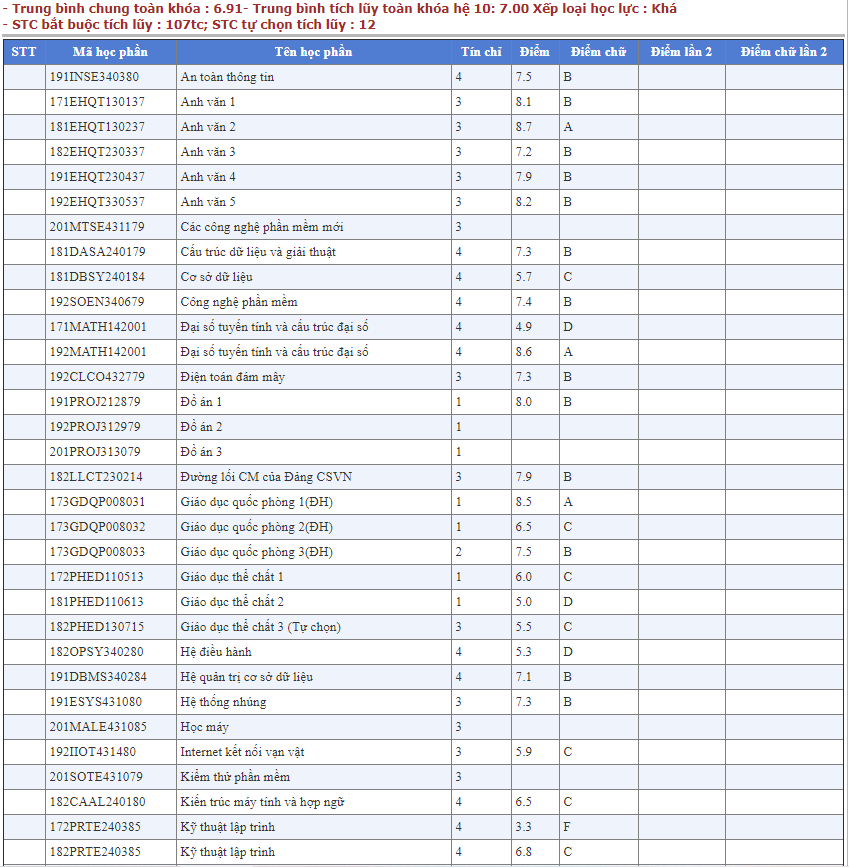 - Trung bình chung toàn khóa : 6.91- Trung bình tích lũy toàn khóa hệ 10: 7.00 Xếp loại học lực : Khá
- STC bắt buộc tích lũy : 107tc; STC tự chọn tích lũy : 12
STT Mã học phần Tên học phần Tín chỉ Điểm Điểm chữ Điểm lần 2 Điểm chữ lần 2
191INSE340380 An toàn thông tin 4 7.5 B
171EHQT130137 Anh văn 1 3 8.1 B
181EHQT130237 Anh văn 2 3 8.7 A
182EHQT230337 Anh văn 3 3 7.2 B
191EHQT230437 Anh văn 4 3 7.9 B
192EHQT330537 Anh văn 5 3 8.2 B
201MTSE431179 Các công nghệ phần mềm mới 3
181DASA240179 Cấu trúc dữ liệu và giải thuật 4 7.3 B
181DBSY240184 Cơ sở dữ liệu 4 5.7 C
192SOEN340679 Công nghệ phần mềm 4 7.4 B
171MATH142001 Đại số tuyến tính và cấu trúc đại số 4 4.9 D
192MATH142001 Đại số tuyến tính và cấu trúc đại số 4 8.6 A
192CLCO432779 Điện toán đám mây 3 7.3 B
191PROJ212879 Đồ án 1 1 8.0 B
192PROJ312979 Đồ án 2 1
201PROJ313079 Đồ án 3 1
182LLCT230214 Đường lối CM của Đảng CSVN 3 7.9 B
173GDQP008031 Giáo dục quốc phòng 1(ĐH) 1 8.5 A
173GDQP008032 Giáo dục quốc phòng 2(ĐH) 1 6.5 C
173GDQP008033 Giáo dục quốc phòng 3(ĐH) 2 7.5 B
172PHED110513 Giáo dục thể chất 1 1 6.0 C
181PHED110613 Giáo dục thể chất 2 1 5.0 D
182PHED130715 Giáo dục thể chất 3 (Tự chọn) 3 5.5 C
182OPSY340280 Hệ điều hành 4 5.3 D
191DBMS340284 Hệ quản trị cơ sở dữ liệu 4 7.1 B
191ESYS431080 Hệ thống nhúng 3 7.3 B
201MALE431085 Học máy 3
192IIOT431480 Internet kết nối vạn vật 3 5.9 C
201SOTE431079 Kiểm thử phần mềm 3
182CAAL240180 Kiến trúc máy tính và hợp ngữ 4 6.5 C
172PRTE240385 Kỹ thuật lập trình 4 3.3 F
182PRTE240385 Kỹ thuật lập trình 4 6.8 C